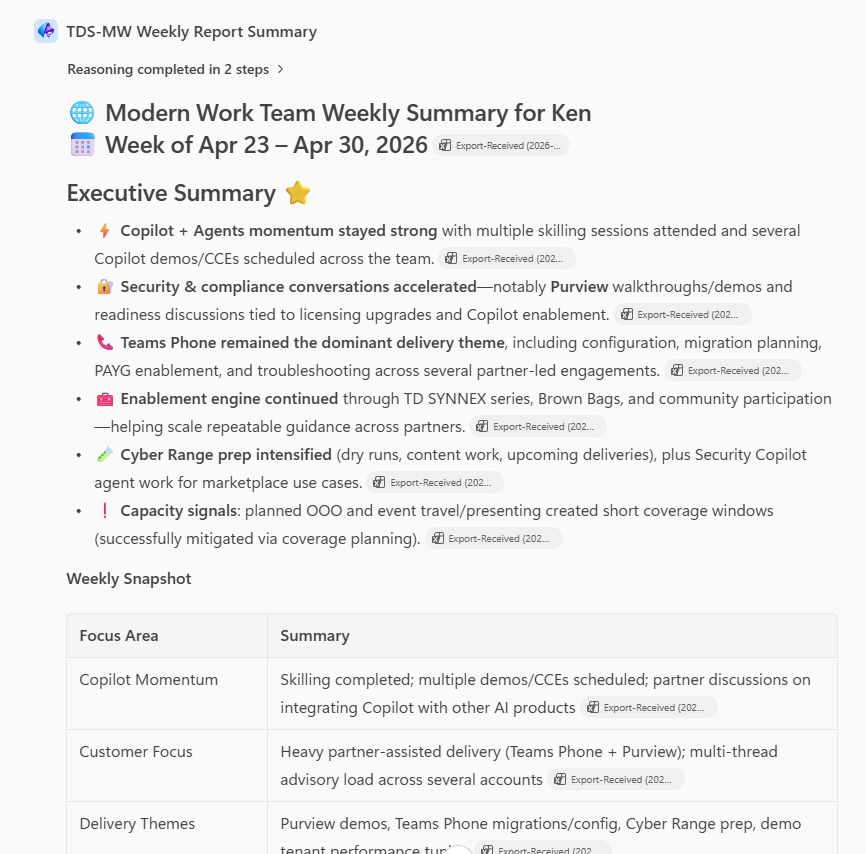 TDS-MW Weekly Report Summary
Reasoning completed in 2 steps
Modern Work Team Weekly Summary for Ken
Week of Apr 23 – Apr 30, 2026 Export-Received (2026-...
Executive Summary
• Copilot + Agents momentum stayed strong with multiple skilling sessions attended and several
Copilot demos/CCEs scheduled across the team. Export-Received (202...
• Security & compliance conversations accelerated—notably Purview walkthroughs/demos and
readiness discussions tied to licensing upgrades and Copilot enablement. Export-Received (202...
• Teams Phone remained the dominant delivery theme, including configuration, migration planning,
PAYG enablement, and troubleshooting across several partner-led engagements. Export-Received (202...
• Enablement engine continued through TD SYNNEX series, Brown Bags, and community participation
—helping scale repeatable guidance across partners. Export-Received (202...
• Cyber Range prep intensified (dry runs, content work, upcoming deliveries), plus Security Copilot
agent work for marketplace use cases. Export-Received (202...
• Capacity signals: planned OOO and event travel/presenting created short coverage windows
(successfully mitigated via coverage planning). Export-Received (202...
Weekly Snapshot
Focus Area Summary
Copilot Momentum Skilling completed; multiple demos/CCEs scheduled; partner discussions on
integrating Copilot with other AI products Export-Received (202...
Customer Focus Heavy partner-assisted delivery (Teams Phone + Purview); multi-thread
advisory load across several accounts Export-Received (202...
Delivery Themes Purview demos, Teams Phone migrations/config, Cyber Range prep, demo
tenant performance Export-Received (202...